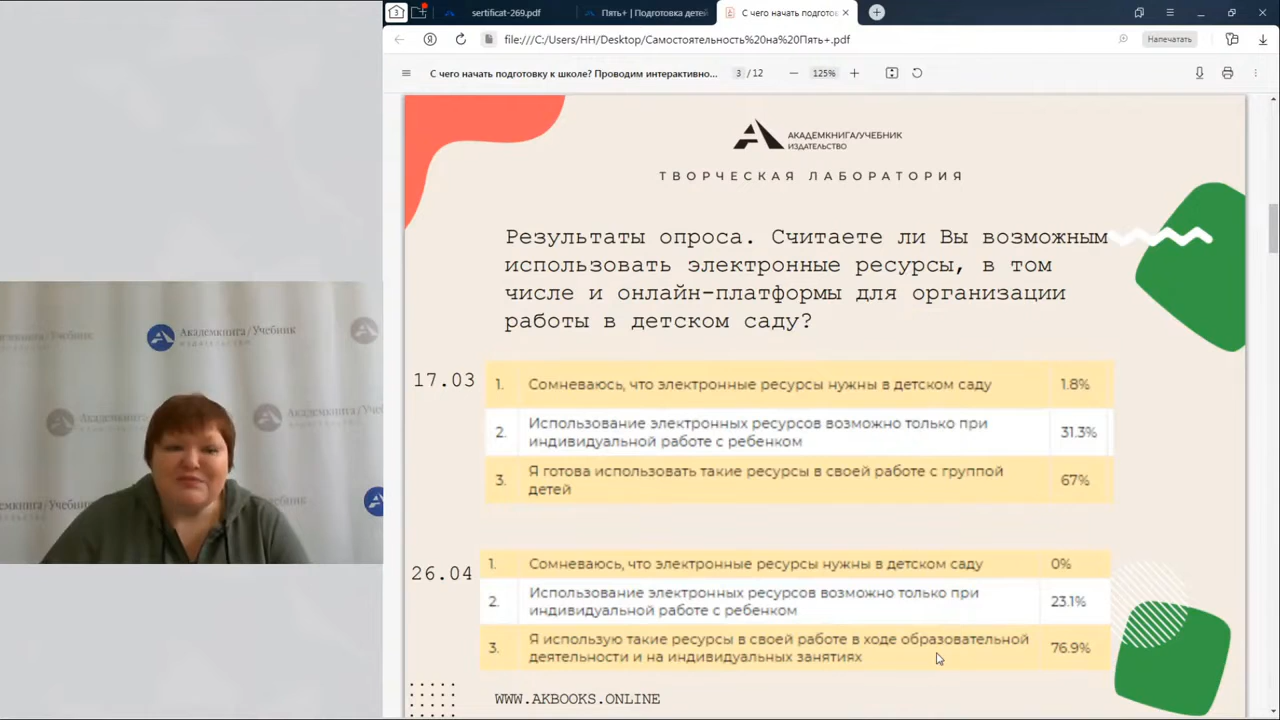 3
sertificat-269.pdf
Пять+ | Подготовка детей
С чего начать подготов
file:///C:/Users/HH/Desktop/Самостоятельность%20на%20Пять+.pdf
Напечатать
С чего начать подготовку к школе? Проводим интерактивно...
3 / 12
125%
АКАДЕМКНИГА/УЧЕБНИК
ИЗДАТЕЛЬСТВО
ТВОРЧЕСКАЯ ЛАБОРАТОРИЯ
Результаты опроса. Считаете ли Вы возможным
использовать электронные ресурсы, в том
числе и онлайн-платформы для организации
работы в детском саду?
17.03
1. Сомневаюсь, что электронные ресурсы нужны в детском саду 1.8%
2. Использование электронных ресурсов возможно только при
индивидуальной работе с ребенком 31.3%
3. Я готова использовать такие ресурсы в своей работе с группой
детей 67%
26.04
1. Сомневаюсь, что электронные ресурсы нужны в детском саду 0%
2. Использование электронных ресурсов возможно только при
индивидуальной работе с ребенком 23.1%
3. Я использую такие ресурсы в своей работе в ходе образовательной
деятельности и на индивидуальных занятиях 76.9%
WWW.AKBOOKS.ONLINE
Академкнига/Учебник
ИЗДАТЕЛЬСТВО